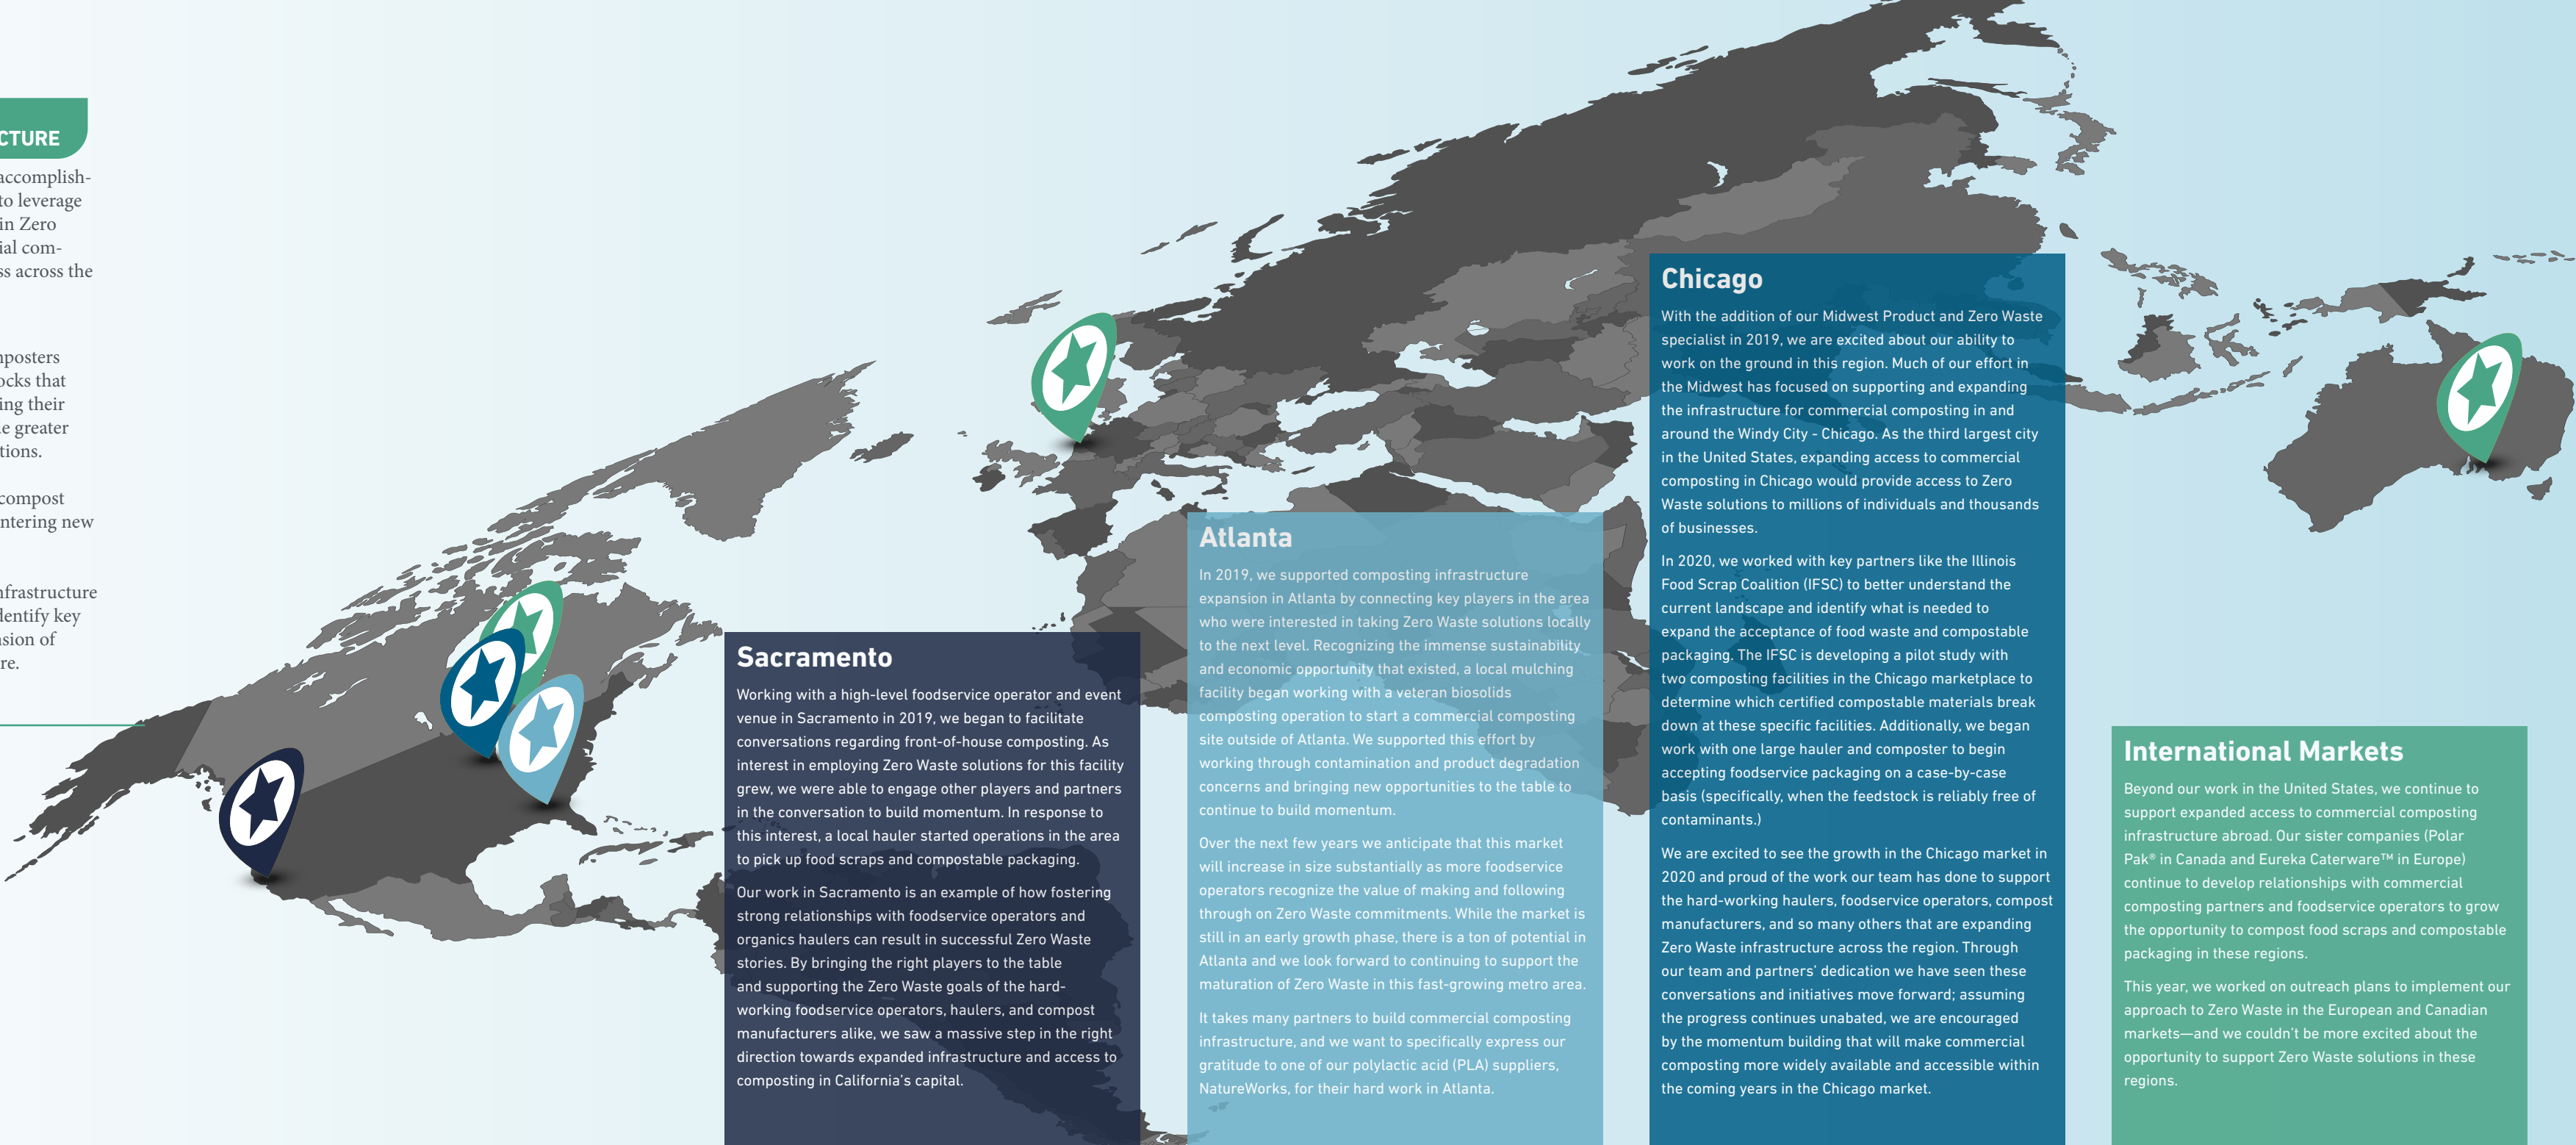 CTURE
accomplish-
to leverage
in Zero
ial com-
ss across the
mposters
ocks that
ing their
e greater
tions.
compost
ntering new
nfrastructure
dentify key
nsion of
re.
Sacramento
Working with a high-level foodservice operator and event
venue in Sacramento in 2019, we began to facilitate
conversations regarding front-of-house composting. As
interest in employing Zero Waste solutions for this facility
grew, we were able to engage other players and partners
in the conversation to build momentum. In response to
this interest, a local hauler started operations in the area
to pick up food scraps and compostable packaging.
Our work in Sacramento is an example of how fostering
strong relationships with foodservice operators and
organics haulers can result in successful Zero Waste
stories. By bringing the right players to the table
and supporting the Zero Waste goals of the hard-
working foodservice operators, haulers, and compost
manufacturers alike, we saw a massive step in the right
direction towards expanded infrastructure and access to
composting in California's capital.
Atlanta
In 2019, we supported composting infrastructure
expansion in Atlanta by connecting key players in the area
who were interested in taking Zero Waste solutions locally
to the next level. Recognizing the immense sustainability
and economic opportunity that existed, a local mulching
facility began working with a veteran biosolids
composting operation to start a commercial composting
site outside of Atlanta. We supported this effort by
working through contamination and product degradation
concerns and bringing new opportunities to the table to
continue to build momentum.
Over the next few years we anticipate that this market
will increase in size substantially as more foodservice
operators recognize the value of making and following
through on Zero Waste commitments. While the market is
still in an early growth phase, there is a ton of potential in
Atlanta and we look forward to continuing to support the
maturation of Zero Waste in this fast-growing metro area.
It takes many partners to build commercial composting
infrastructure, and we want to specifically express our
gratitude to one of our polylactic acid (PLA) suppliers,
NatureWorks, for their hard work in Atlanta.
Chicago
With the addition of our Midwest Product and Zero Waste
specialist in 2019, we are excited about our ability to
work on the ground in this region. Much of our effort in
the Midwest has focused on supporting and expanding
the infrastructure for commercial composting in and
around the Windy City - Chicago. As the third largest city
in the United States, expanding access to commercial
composting in Chicago would provide access to Zero
Waste solutions to millions of individuals and thousands
of businesses.
In 2020, we worked with key partners like the Illinois
Food Scrap Coalition (IFSC) to better understand the
current landscape and identify what is needed to
expand the acceptance of food waste and compostable
packaging. The IFSC is developing a pilot study with
two composting facilities in the Chicago marketplace to
determine which certified compostable materials break
down at these specific facilities. Additionally, we began
work with one large hauler and composter to begin
accepting foodservice packaging on a case-by-case
basis (specifically, when the feedstock is reliably free of
contaminants.)
We are excited to see the growth in the Chicago market in
2020 and proud of the work our team has done to support
the hard-working haulers, foodservice operators, compost
manufacturers, and so many others that are expanding
Zero Waste infrastructure across the region. Through
our team and partners' dedication we have seen these
conversations and initiatives move forward; assuming
the progress continues unabated, we are encouraged
by the momentum building that will make commercial
composting more widely available and accessible within
the coming years in the Chicago market.
International Markets
Beyond our work in the United States, we continue to
support expanded access to commercial composting
infrastructure abroad. Our sister companies (Polar
Pak® in Canada and Eureka Caterware™ in Europe)
continue to develop relationships with commercial
composting partners and foodservice operators to grow
the opportunity to compost food scraps and compostable
packaging in these regions.
This year, we worked on outreach plans to implement our
approach to Zero Waste in the European and Canadian
markets—and we couldn't be more excited about the
opportunity to support Zero Waste solutions in these
regions.